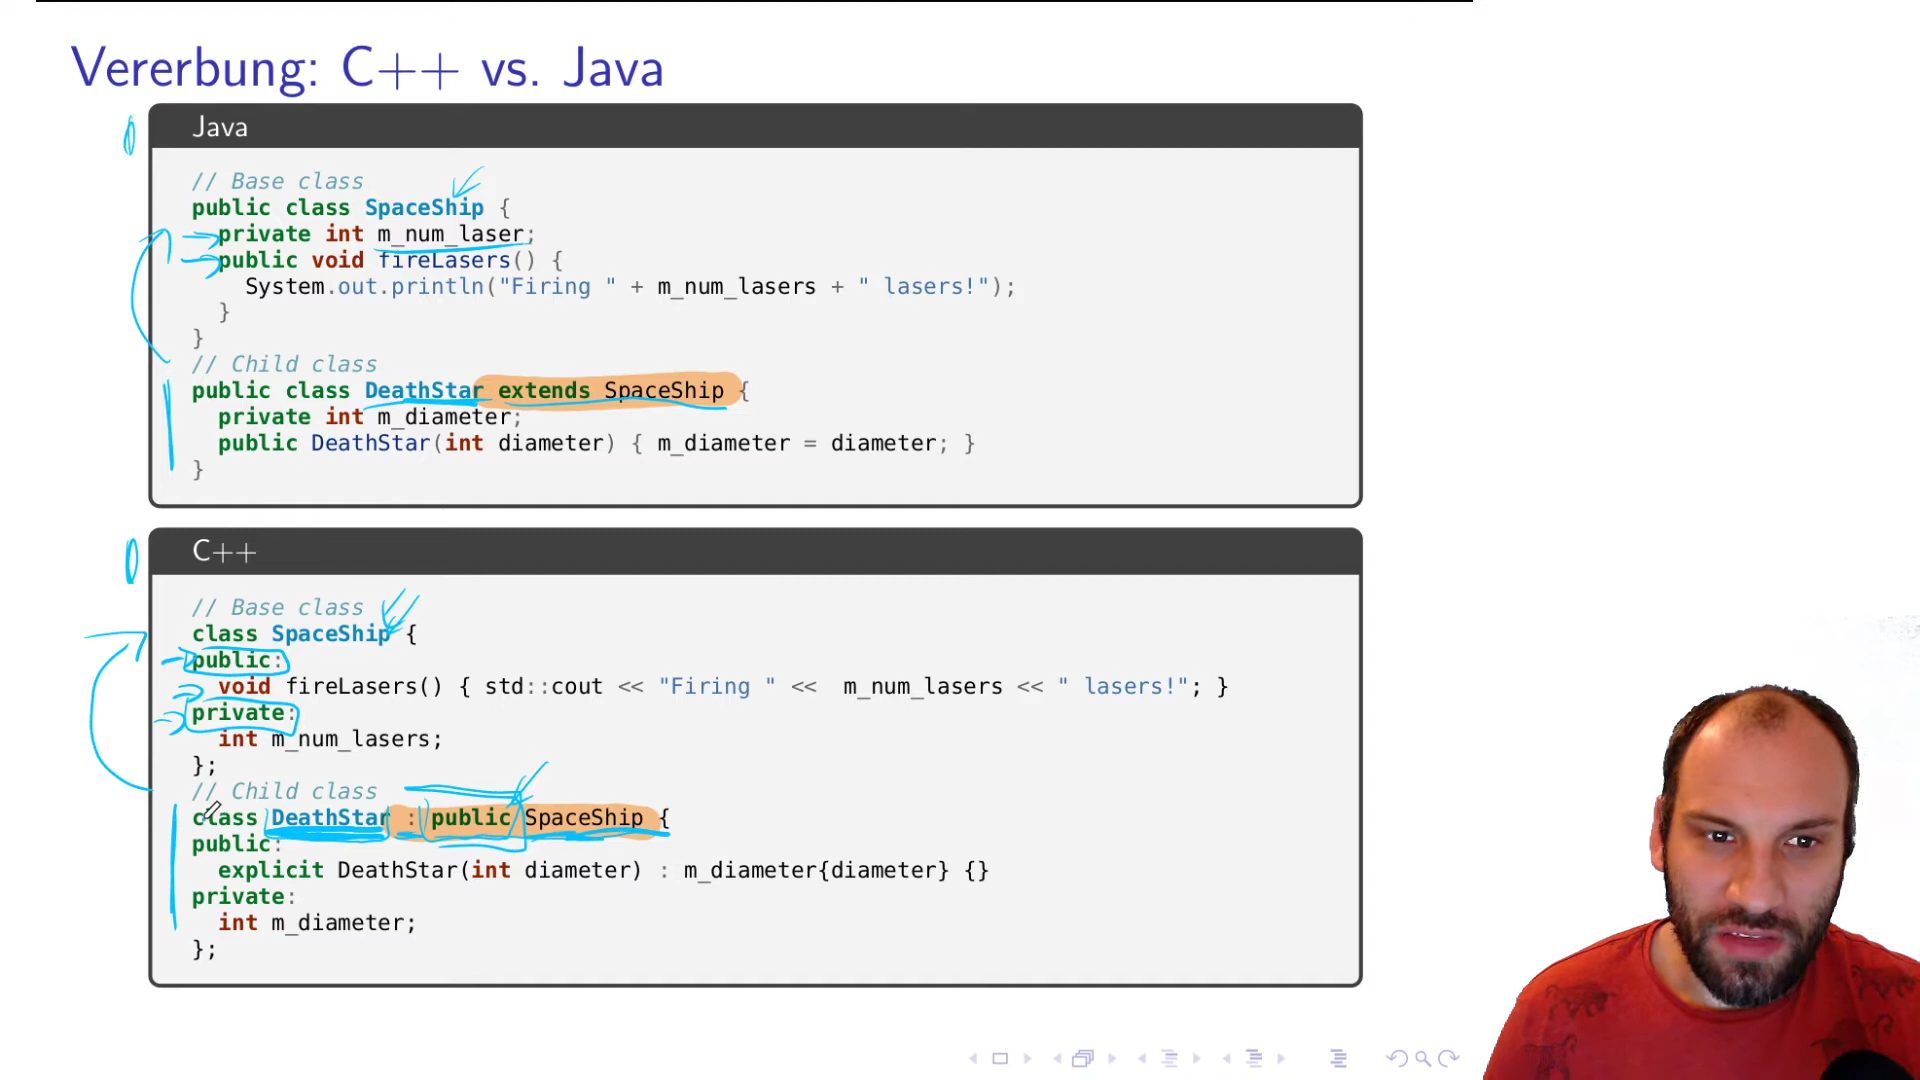 Vererbung: C++ vs. Java
Java
// Base class
public class SpaceShip {
private int m_num_laser;
public void fireLasers() {
System.out.println("Firing " + m_num_lasers + " lasers!");
}
}
// Child class
public class DeathStar extends SpaceShip {
private int m_diameter;
public DeathStar(int diameter) { m_diameter = diameter; }
}
C++
// Base class
class SpaceShip {
public:
void fireLasers() { std::cout << "Firing " << m_num_lasers << " lasers!"; }
private:
int m_num_lasers;
};
// Child class
class DeathStar : public SpaceShip {
public:
explicit DeathStar(int diameter) : m_diameter{diameter} {}
private:
int m_diameter;
};